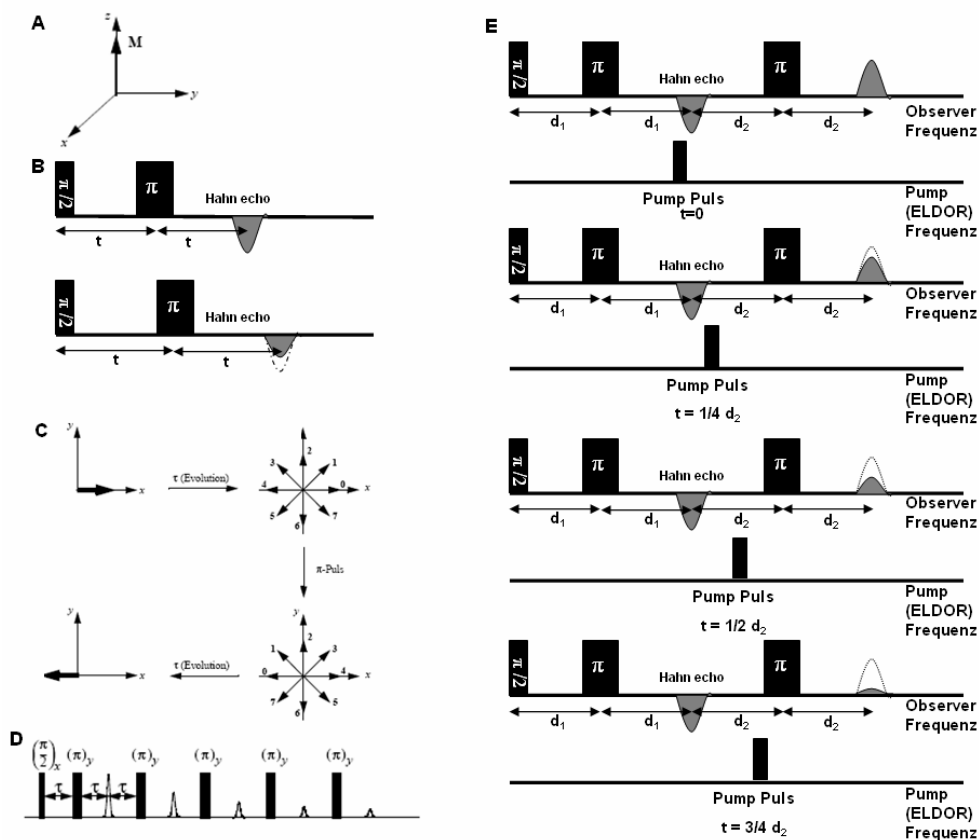 A
z
M
y
x
B
π/2
π
Hahn echo
t
t
π/2
π
Hahn echo
t
t
C
y
x
τ (Evolution)
3
2
1
4
0
x
5
6
7
π-Puls
y
x
τ (Evolution)
y
1
2
3
0
4
x
7
6
5
D
(π/2)x
(π)y
(π)y
(π)y
(π)y
(π)y
τ
τ
τ
E
π/2
π
Hahn echo
π
d1
d1
d2
d2
Observer
Frequenz
Pump Puls
t=0
Pump
(ELDOR)
Frequenz
π/2
π
Hahn echo
π
d1
d1
d2
d2
Observer
Frequenz
Pump Puls
t = 1/4 d2
Pump
(ELDOR)
Frequenz
π/2
π
Hahn echo
π
d1
d1
d2
d2
Observer
Frequenz
Pump Puls
t = 1/2 d2
Pump
(ELDOR)
Frequenz
π/2
π
Hahn echo
π
d1
d1
d2
d2
Observer
Frequenz
Pump Puls
t = 3/4 d2
Pump
(ELDOR)
Frequenz